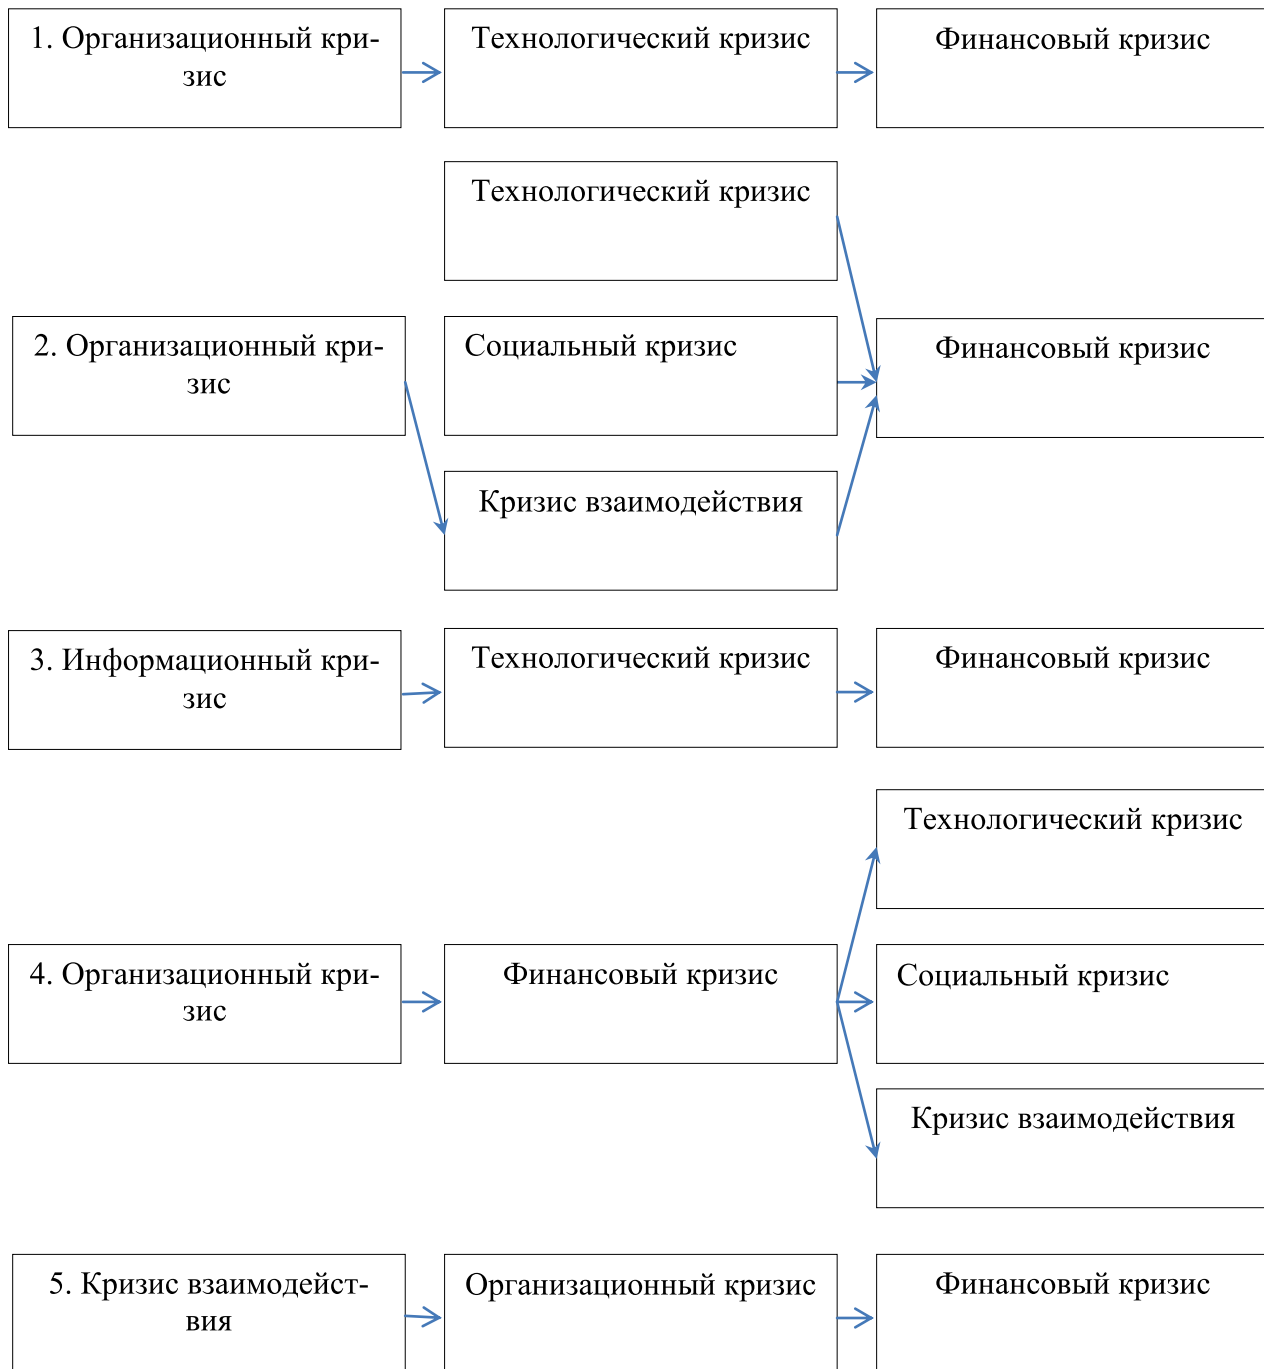 1. Организационный кри-
зис
Технологический кризис
Финансовый кризис
Технологический кризис
2. Организационный кри-
зис
Социальный кризис
Финансовый кризис
Кризис взаимодействия
3. Информационный кри-
зис
Технологический кризис
Финансовый кризис
Технологический кризис
4. Организационный кри-
зис
Финансовый кризис
Социальный кризис
Кризис взаимодействия
5. Кризис взаимодейст-
вия
Организационный кризис
Финансовый кризис